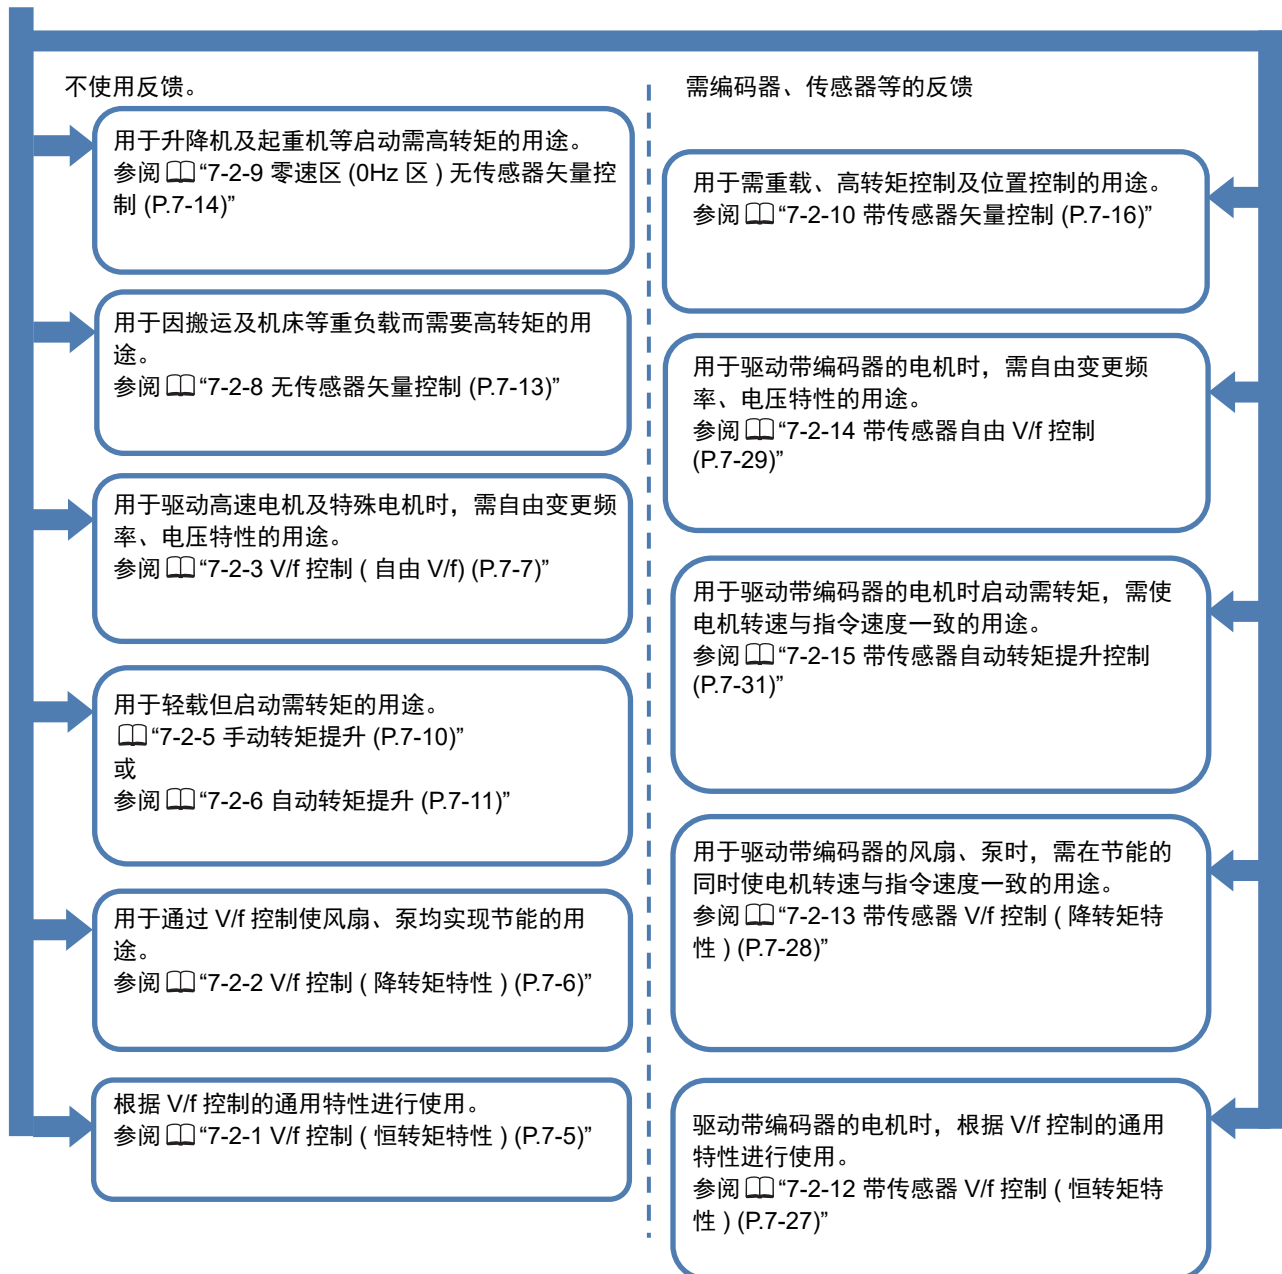 不使用反馈。
用于升降机及起重机等启动需高转矩的用途。
参阅 “7-2-9 零速区 (0Hz 区 ) 无传感器矢量控
制 (P.7-14)”
用于因搬运及机床等重负载而需要高转矩的用
途。
参阅 “7-2-8 无传感器矢量控制 (P.7-13)”
用于驱动高速电机及特殊电机时，需自由变更频
率、电压特性的用途。
参阅 “7-2-3 V/f 控制 ( 自由 V/f) (P.7-7)”
用于轻载但启动需转矩的用途。
“7-2-5 手动转矩提升 (P.7-10)”
或
参阅 “7-2-6 自动转矩提升 (P.7-11)”
用于通过 V/f 控制使风扇、泵均实现节能的用
途。
参阅 “7-2-2 V/f 控制 ( 降转矩特性 ) (P.7-6)”
根据 V/f 控制的通用特性进行使用。
参阅 “7-2-1 V/f 控制 ( 恒转矩特性 ) (P.7-5)”
需编码器、传感器等的反馈
用于需重载、高转矩控制及位置控制的用途。
参阅 “7-2-10 带传感器矢量控制 (P.7-16)”
用于驱动带编码器的电机时，需自由变更频
率、电压特性的用途。
参阅 “7-2-14 带传感器自由 V/f 控制
(P.7-29)”
用于驱动带编码器的电机时启动需转矩，需使
电机转速与指令速度一致的用途。
参阅 “7-2-15 带传感器自动转矩提升控制
(P.7-31)”
用于驱动带编码器的风扇、泵时，需在节能的
同时使电机转速与指令速度一致的用途。
参阅 “7-2-13 带传感器 V/f 控制 ( 降转矩特
性 ) (P.7-28)”
驱动带编码器的电机时，根据 V/f 控制的通用
特性进行使用。
参阅 “7-2-12 带传感器 V/f 控制 ( 恒转矩特
性 ) (P.7-27)”